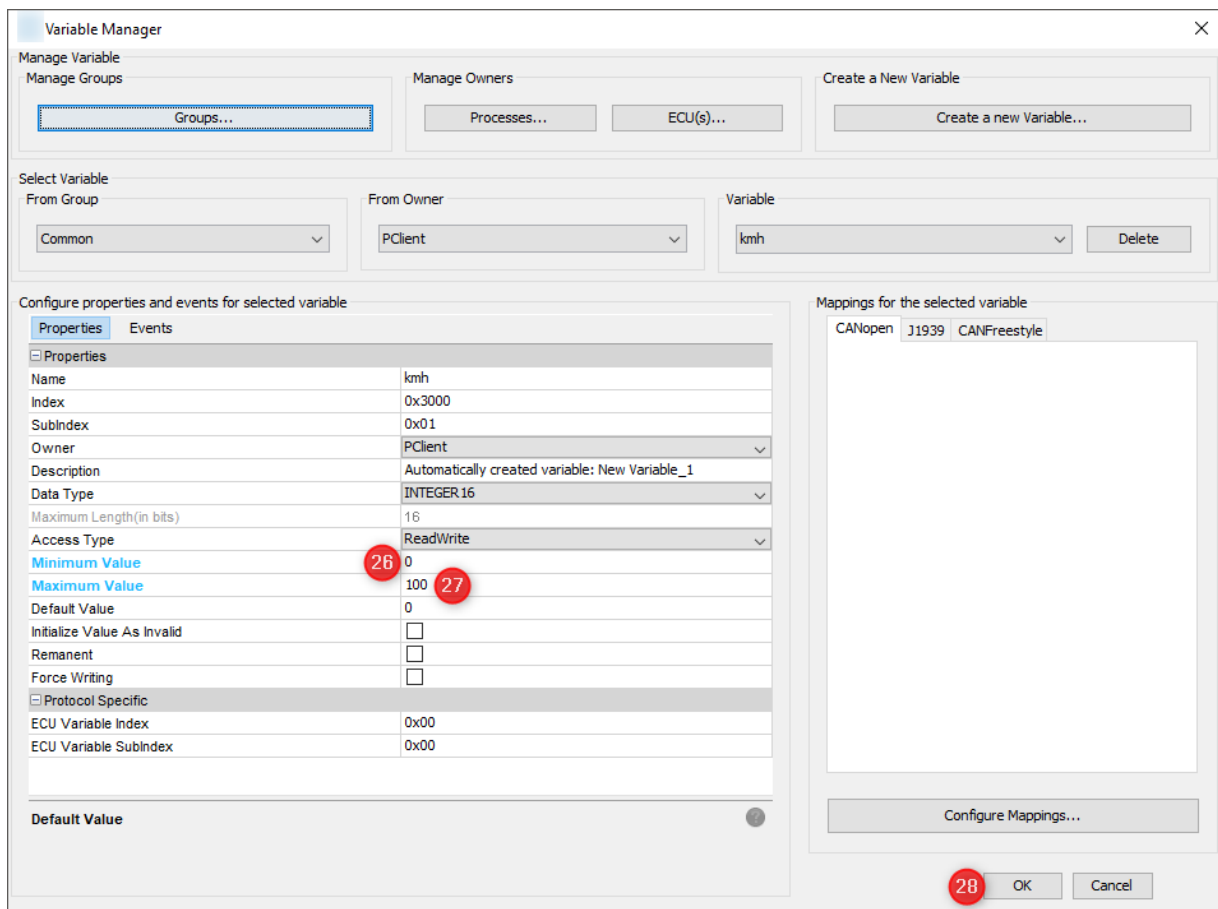 Variable Manager
Manage Variable
Manage Groups
Manage Owners
Create a New Variable
Groups...
Processes...
ECU(s)...
Create a new Variable...
Select Variable
From Group
From Owner
Variable
Common
PClient
kmh
Delete
Configure properties and events for selected variable
Mappings for the selected variable
Properties Events
CANopen J1939 CANFreestyle
Properties
Name kmh
Index 0x3000
SubIndex 0x01
Owner PClient
Description Automatically created variable: New Variable_1
Data Type INTEGER16
Maximum Length(in bits) 16
Access Type ReadWrite
Minimum Value 26 0
Maximum Value 100 27
Default Value 0
Initialize Value As Invalid
Remanent
Force Writing
Protocol Specific
ECU Variable Index 0x00
ECU Variable SubIndex 0x00
Default Value ?
Configure Mappings...
28 OK Cancel